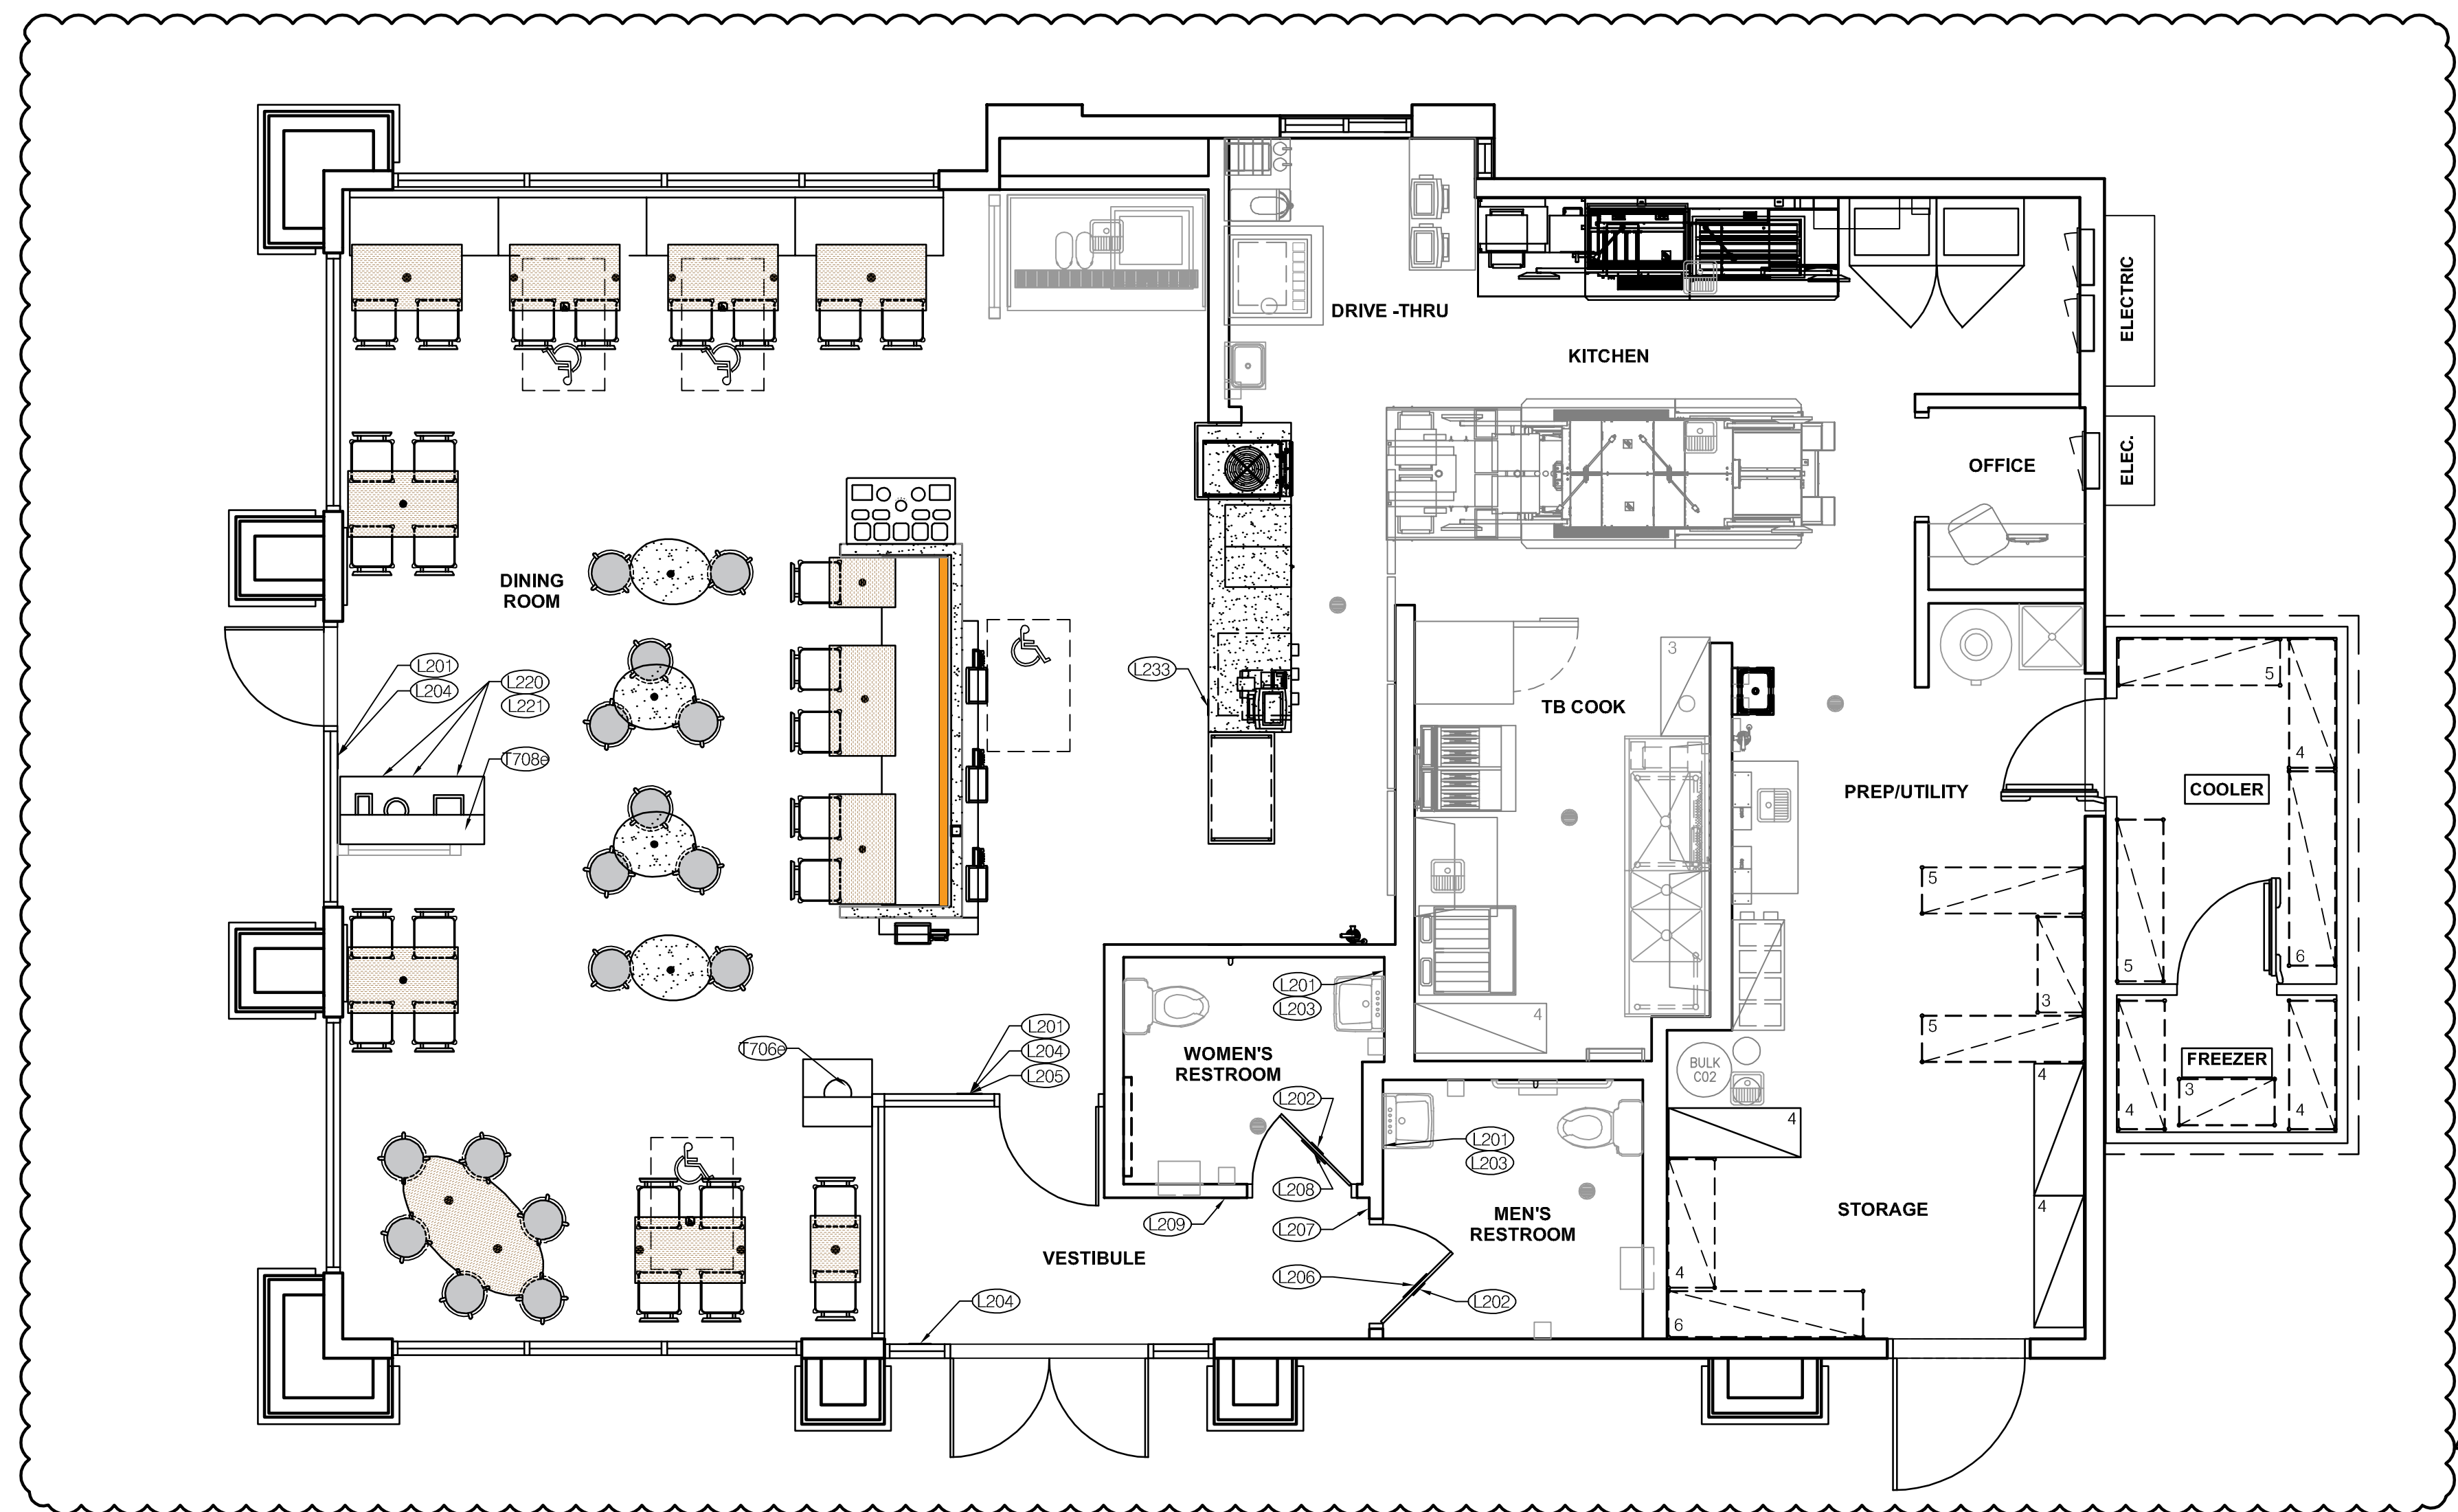 DRIVE -THRU
KITCHEN
ELECTRIC
ELEC.
OFFICE
DINING
ROOM
L201
L204
L220
L221
T708e
L233
3
TB COOK
5
4
PREP/UTILITY
COOLER
5
5
6
3
5
4
L201
L203
L201
L204
L205
T706e
WOMEN'S
RESTROOM
BULK
CO2
FREEZER
4
3
4
4
L202
4
L201
L203
L208
L209
L207
MEN'S
RESTROOM
STORAGE
4
VESTIBULE
L206
4
L204
L202
6